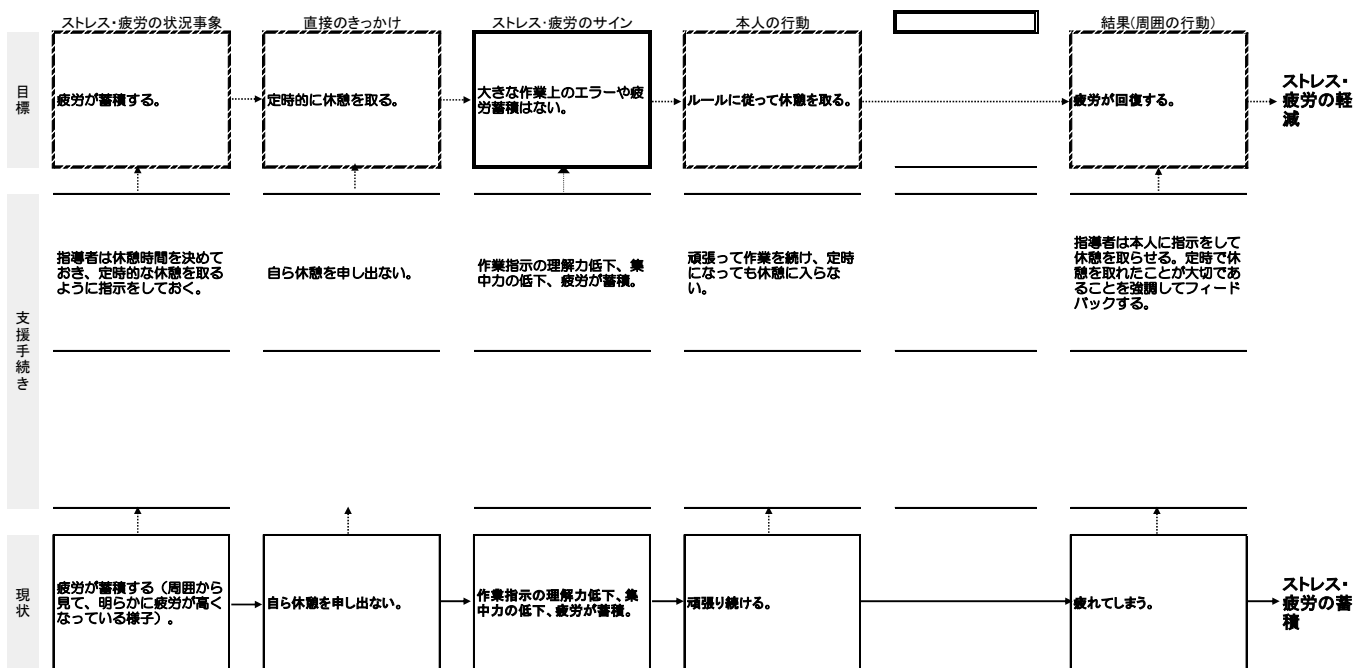 ストレス・疲労の状況事象
直接のきっかけ
ストレス・疲労のサイン
本人の行動
結果(周囲の行動)
目標
疲労が蓄積する。
定時的に休憩を取る。
大きな作業上のエラーや疲
労蓄積はない。
ルールに従って休憩を取る。
疲労が回復する。
ストレス・
疲労の軽
減
支援手続き
指導者は休憩時間を決めて
おき、定時的な休憩を取る
ように指示をしておく。
自ら休憩を申し出ない。
作業指示の理解力低下、集
中力の低下、疲労が蓄積。
頑張って作業を続け、定時
になっても休憩に入らな
い。
指導者は本人に指示をして
休憩を取らせる。定時で休
憩を取れたことが大切であ
ることを強調してフィード
バックする。
現状
疲労が蓄積する（周囲から
見て、明らかに疲労が高く
なっている様子）。
自ら休憩を申し出ない。
作業指示の理解力低下、集
中力の低下、疲労が蓄積。
頑張り続ける。
疲れてしまう。
ストレス・
疲労の蓄
積